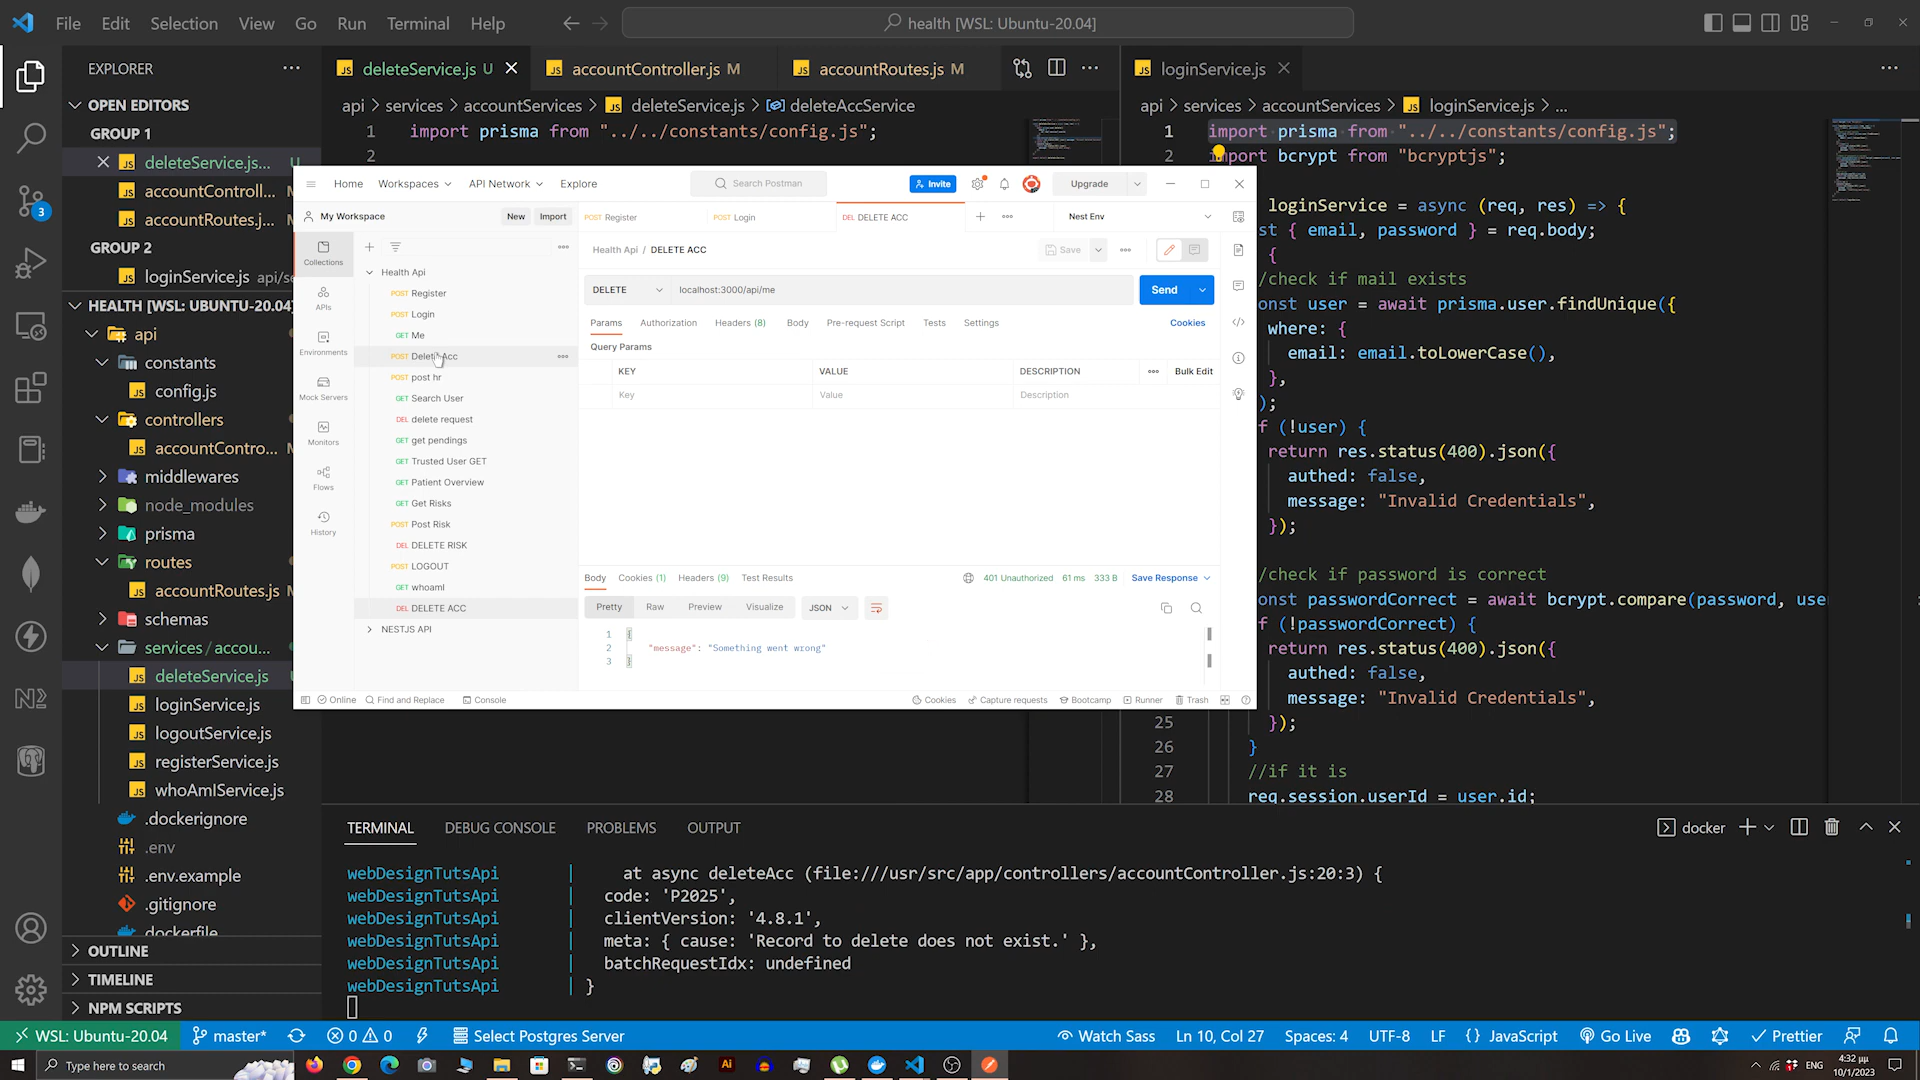 File Edit Selection View Go Run Terminal Help
health [WSL: Ubuntu-20.04]
EXPLORER
OPEN EDITORS
GROUP 1
deleteService.js... U
accountControll...
accountRoutes.j...
GROUP 2
loginService.js api/se
HEALTH [WSL: UBUNTU-20.04]
api
constants
config.js
controllers
accountContro...
middlewares
node_modules
prisma
routes
accountRoutes.js
schemas
services / accou...
deleteService.js
loginService.js
logoutService.js
registerService.js
whoAmIService.js
.dockerignore
.env
.env.example
.gitignore
dockerfile
OUTLINE
TIMELINE
NPM SCRIPTS
3
deleteService.js U
accountController.js M
accountRoutes.js M
api > services > accountServices > deleteService.js > deleteAccService
1 import prisma from "../../constants/config.js";
2
loginService.js
api > services > accountServices > loginService.js > ...
1 import prisma from "../../constants/config.js";
2 import bcrypt from "bcryptjs";
loginService = async (req, res) => {
st { email, password } = req.body;
{
/check if mail exists
onst user = await prisma.user.findUnique({
where: {
email: email.toLowerCase(),
},
);
f (!user) {
return res.status(400).json({
authed: false,
message: "Invalid Credentials",
});
/check if password is correct
onst passwordCorrect = await bcrypt.compare(password, use
f (!passwordCorrect) {
return res.status(400).json({
authed: false,
message: "Invalid Credentials",
25 });
26 }
27 //if it is
28 req.session.userId = user.id;
Home Workspaces API Network Explore
Search Postman
Invite
Upgrade
My Workspace
New Import
POST Register
POST Login
DEL DELETE ACC
Nest Env
Collections
APIs
Environments
Mock Servers
Monitors
Flows
History
Health Api
POST Register
POST Login
GET Me
POST Delete Acc
POST post hr
GET Search User
DEL delete request
GET get pendings
GET Trusted User GET
GET Patient Overview
GET Get Risks
POST Post Risk
DEL DELETE RISK
POST LOGOUT
GET whoamI
DEL DELETE ACC
NESTJS API
Health Api / DELETE ACC
Save
DELETE localhost:3000/api/me
Send
Params Authorization Headers (8) Body Pre-request Script Tests Settings
Cookies
Query Params
KEY VALUE DESCRIPTION
Bulk Edit
Key Value Description
Body Cookies (1) Headers (9) Test Results
401 Unauthorized 61 ms 333 B
Save Response
Pretty Raw Preview Visualize JSON
1 {
2 "message": "Something went wrong"
3 }
Online Find and Replace Console
Cookies Capture requests Bootcamp Runner Trash
TERMINAL DEBUG CONSOLE PROBLEMS OUTPUT
docker
webDesignTutsApi | at async deleteAcc (file:///usr/src/app/controllers/accountController.js:20:3) {
webDesignTutsApi | code: 'P2025',
webDesignTutsApi | clientVersion: '4.8.1',
webDesignTutsApi | meta: { cause: 'Record to delete does not exist.' },
webDesignTutsApi | batchRequestIdx: undefined
webDesignTutsApi | }
WSL: Ubuntu-20.04 master* 0 0 Select Postgres Server
Watch Sass Ln 10, Col 27 Spaces: 4 UTF-8 LF {} JavaScript Go Live Prettier
Type here to search
ENG
4:32 μμ
10/1/2023